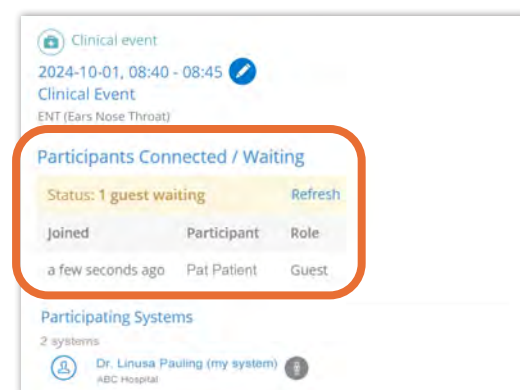 Clinical event
2024-10-01, 08:40 - 08:45
Clinical Event
ENT (Ears Nose Throat)
Participants Connected / Waiting
Status: 1 guest waiting Refresh
Joined Participant Role
a few seconds ago Pat Patient Guest
Participating Systems
2 systems
Dr. Linusa Pauling (my system)
ABC Hospital